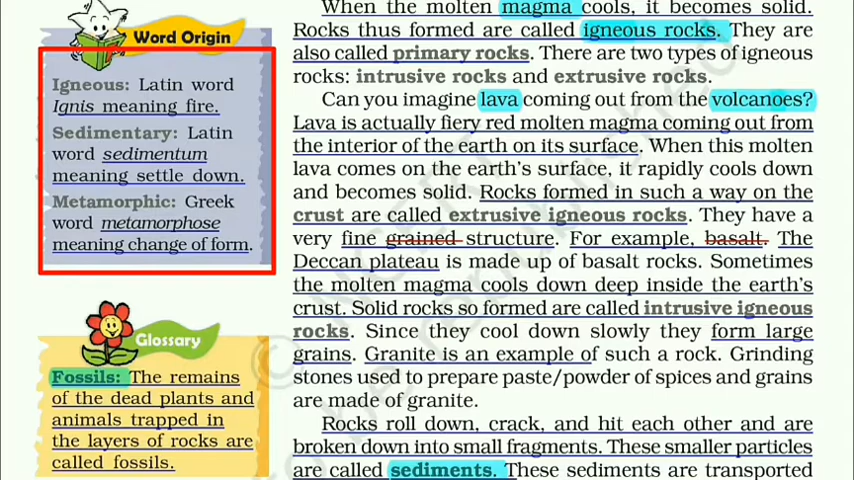 Word Origin
Igneous: Latin word
Ignis meaning fire.
Sedimentary: Latin
word sedimentum
meaning settle down.
Metamorphic: Greek
word metamorphose
meaning change of form.
Glossary
Fossils: The remains
of the dead plants and
animals trapped in
the layers of rocks are
called fossils.
When the molten magma cools, it becomes solid.
Rocks thus formed are called igneous rocks. They are
also called primary rocks. There are two types of igneous
rocks: intrusive rocks and extrusive rocks.
Can you imagine lava coming out from the volcanoes?
Lava is actually fiery red molten magma coming out from
the interior of the earth on its surface. When this molten
lava comes on the earth's surface, it rapidly cools down
and becomes solid. Rocks formed in such a way on the
crust are called extrusive igneous rocks. They have a
very fine grained structure. For example, basalt. The
Deccan plateau is made up of basalt rocks. Sometimes
the molten magma cools down deep inside the earth's
crust. Solid rocks so formed are called intrusive igneous
rocks. Since they cool down slowly they form large
grains. Granite is an example of such a rock. Grinding
stones used to prepare paste/powder of spices and grains
are made of granite.
Rocks roll down, crack, and hit each other and are
broken down into small fragments. These smaller particles
are called sediments. These sediments are transported